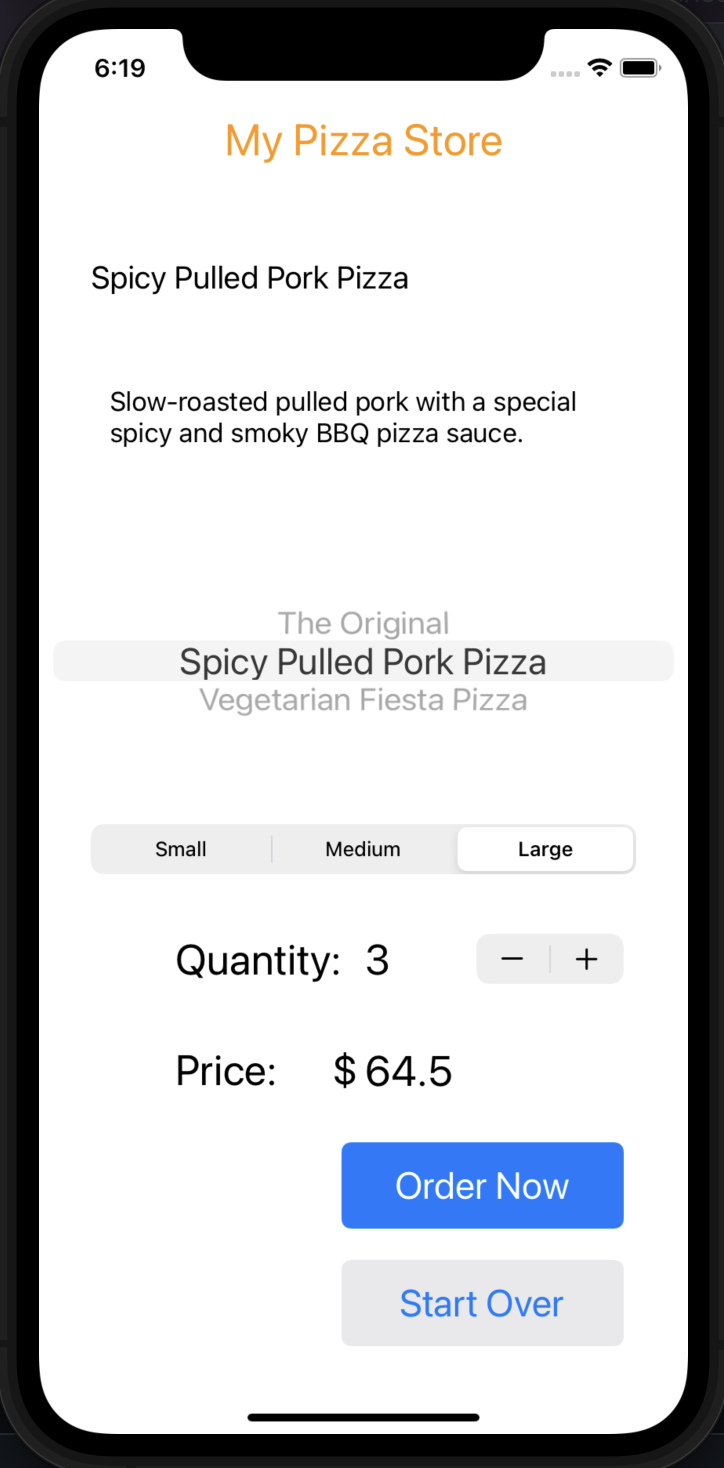 6:19
My Pizza Store
Spicy Pulled Pork Pizza
Slow-roasted pulled pork with a special
spicy and smoky BBQ pizza sauce.
The Original
Spicy Pulled Pork Pizza
Vegetarian Fiesta Pizza
Small Medium Large
Quantity: 3 − +
Price: $ 64.5
Order Now
Start Over